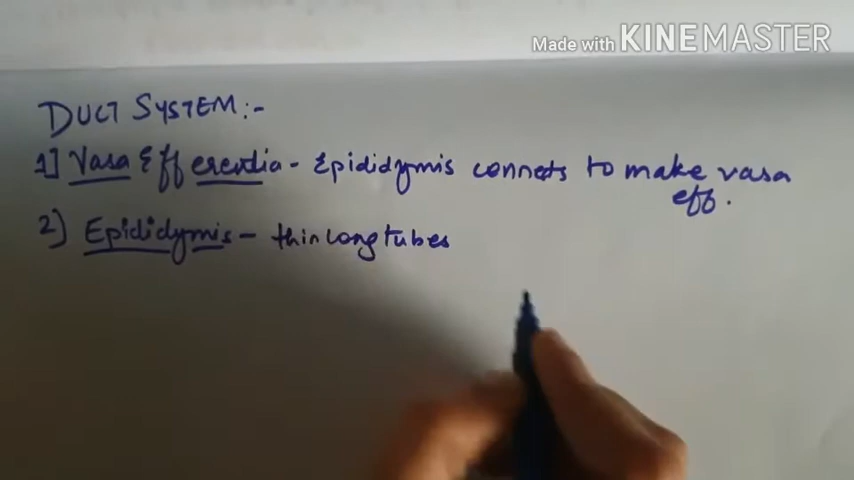 Made with KINEMASTER
DUCT SYSTEM:-
1] Vasa Efferentia - Epididymis connects to make vasa
eff.
2) Epididymis - thin long tubes